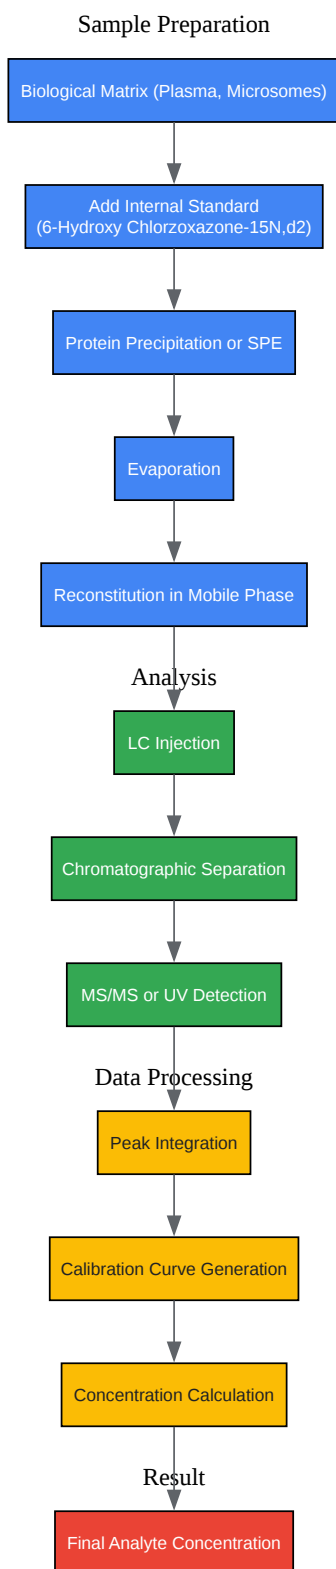 Sample Preparation
Biological Matrix (Plasma, Microsomes)
Add Internal Standard
(6-Hydroxy Chlorzoxazone-15N,d2)
Protein Precipitation or SPE
Evaporation
Reconstitution in Mobile Phase
Analysis
LC Injection
Chromatographic Separation
MS/MS or UV Detection
Data Processing
Peak Integration
Calibration Curve Generation
Concentration Calculation
Result
Final Analyte Concentration